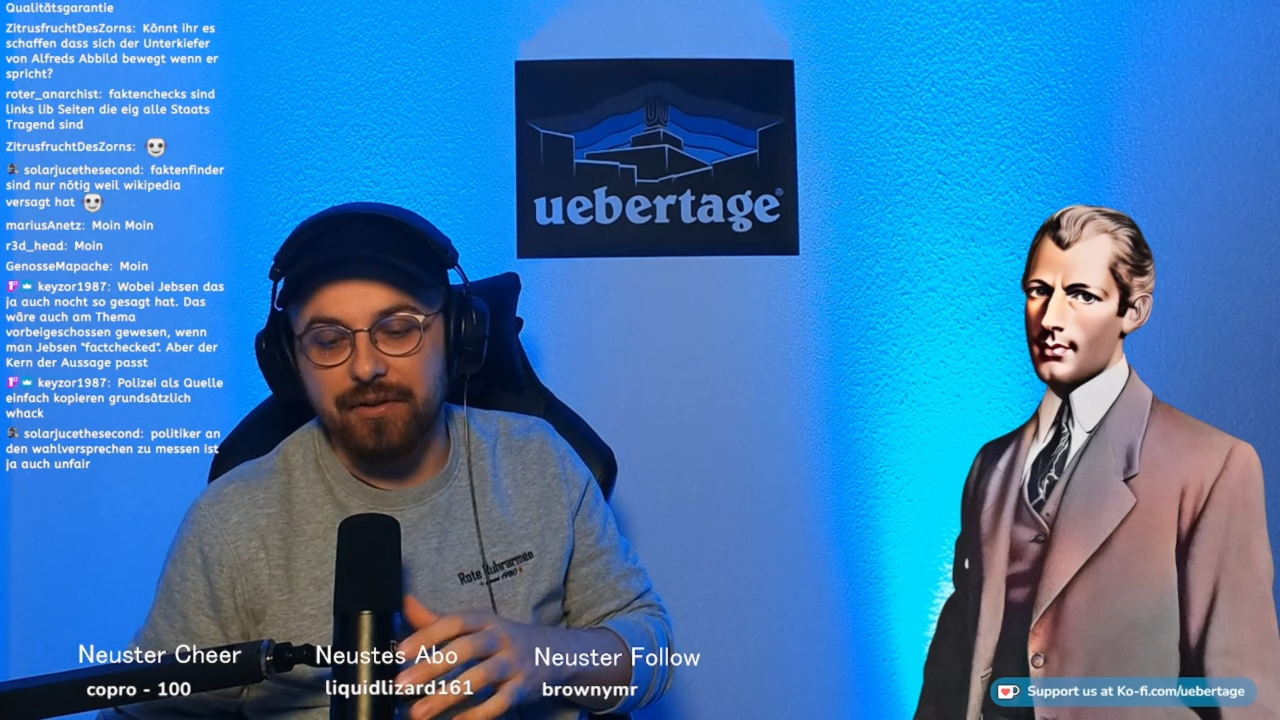 Qualitätsgarantie
ZitrusfruchtDesZorns: Könnt ihr es
schaffen dass sich der Unterkiefer
von Alfreds Abbild bewegt wenn er
spricht?
roter_anarchist: faktenchecks sind
links lib Seiten die eig alle Staats
Tragend sind
ZitrusfruchtDesZorns:
solarjucethesecond: faktenfinder
sind nur nötig weil wikipedia
versagt hat
mariusAnetz: Moin Moin
r3d_head: Moin
GenosseMapache: Moin
keyzor1987: Wobei Jebsen das
ja auch nocht so gesagt hat. Das
wäre auch am Thema
vorbeigeschossen gewesen, wenn
man Jebsen "factchecked". Aber der
Kern der Aussage passt
keyzor1987: Polizei als Quelle
einfach kopieren grundsätzlich
whack
solarjucethesecond: politiker an
den wahlversprechen zu messen ist
ja auch unfair
uebertage
Rote Ruhrarmee
Neuster Cheer
copro - 100
Neustes Abo
liquidlizard161
Neuster Follow
brownymr
Support us at Ko-fi.com/uebertage